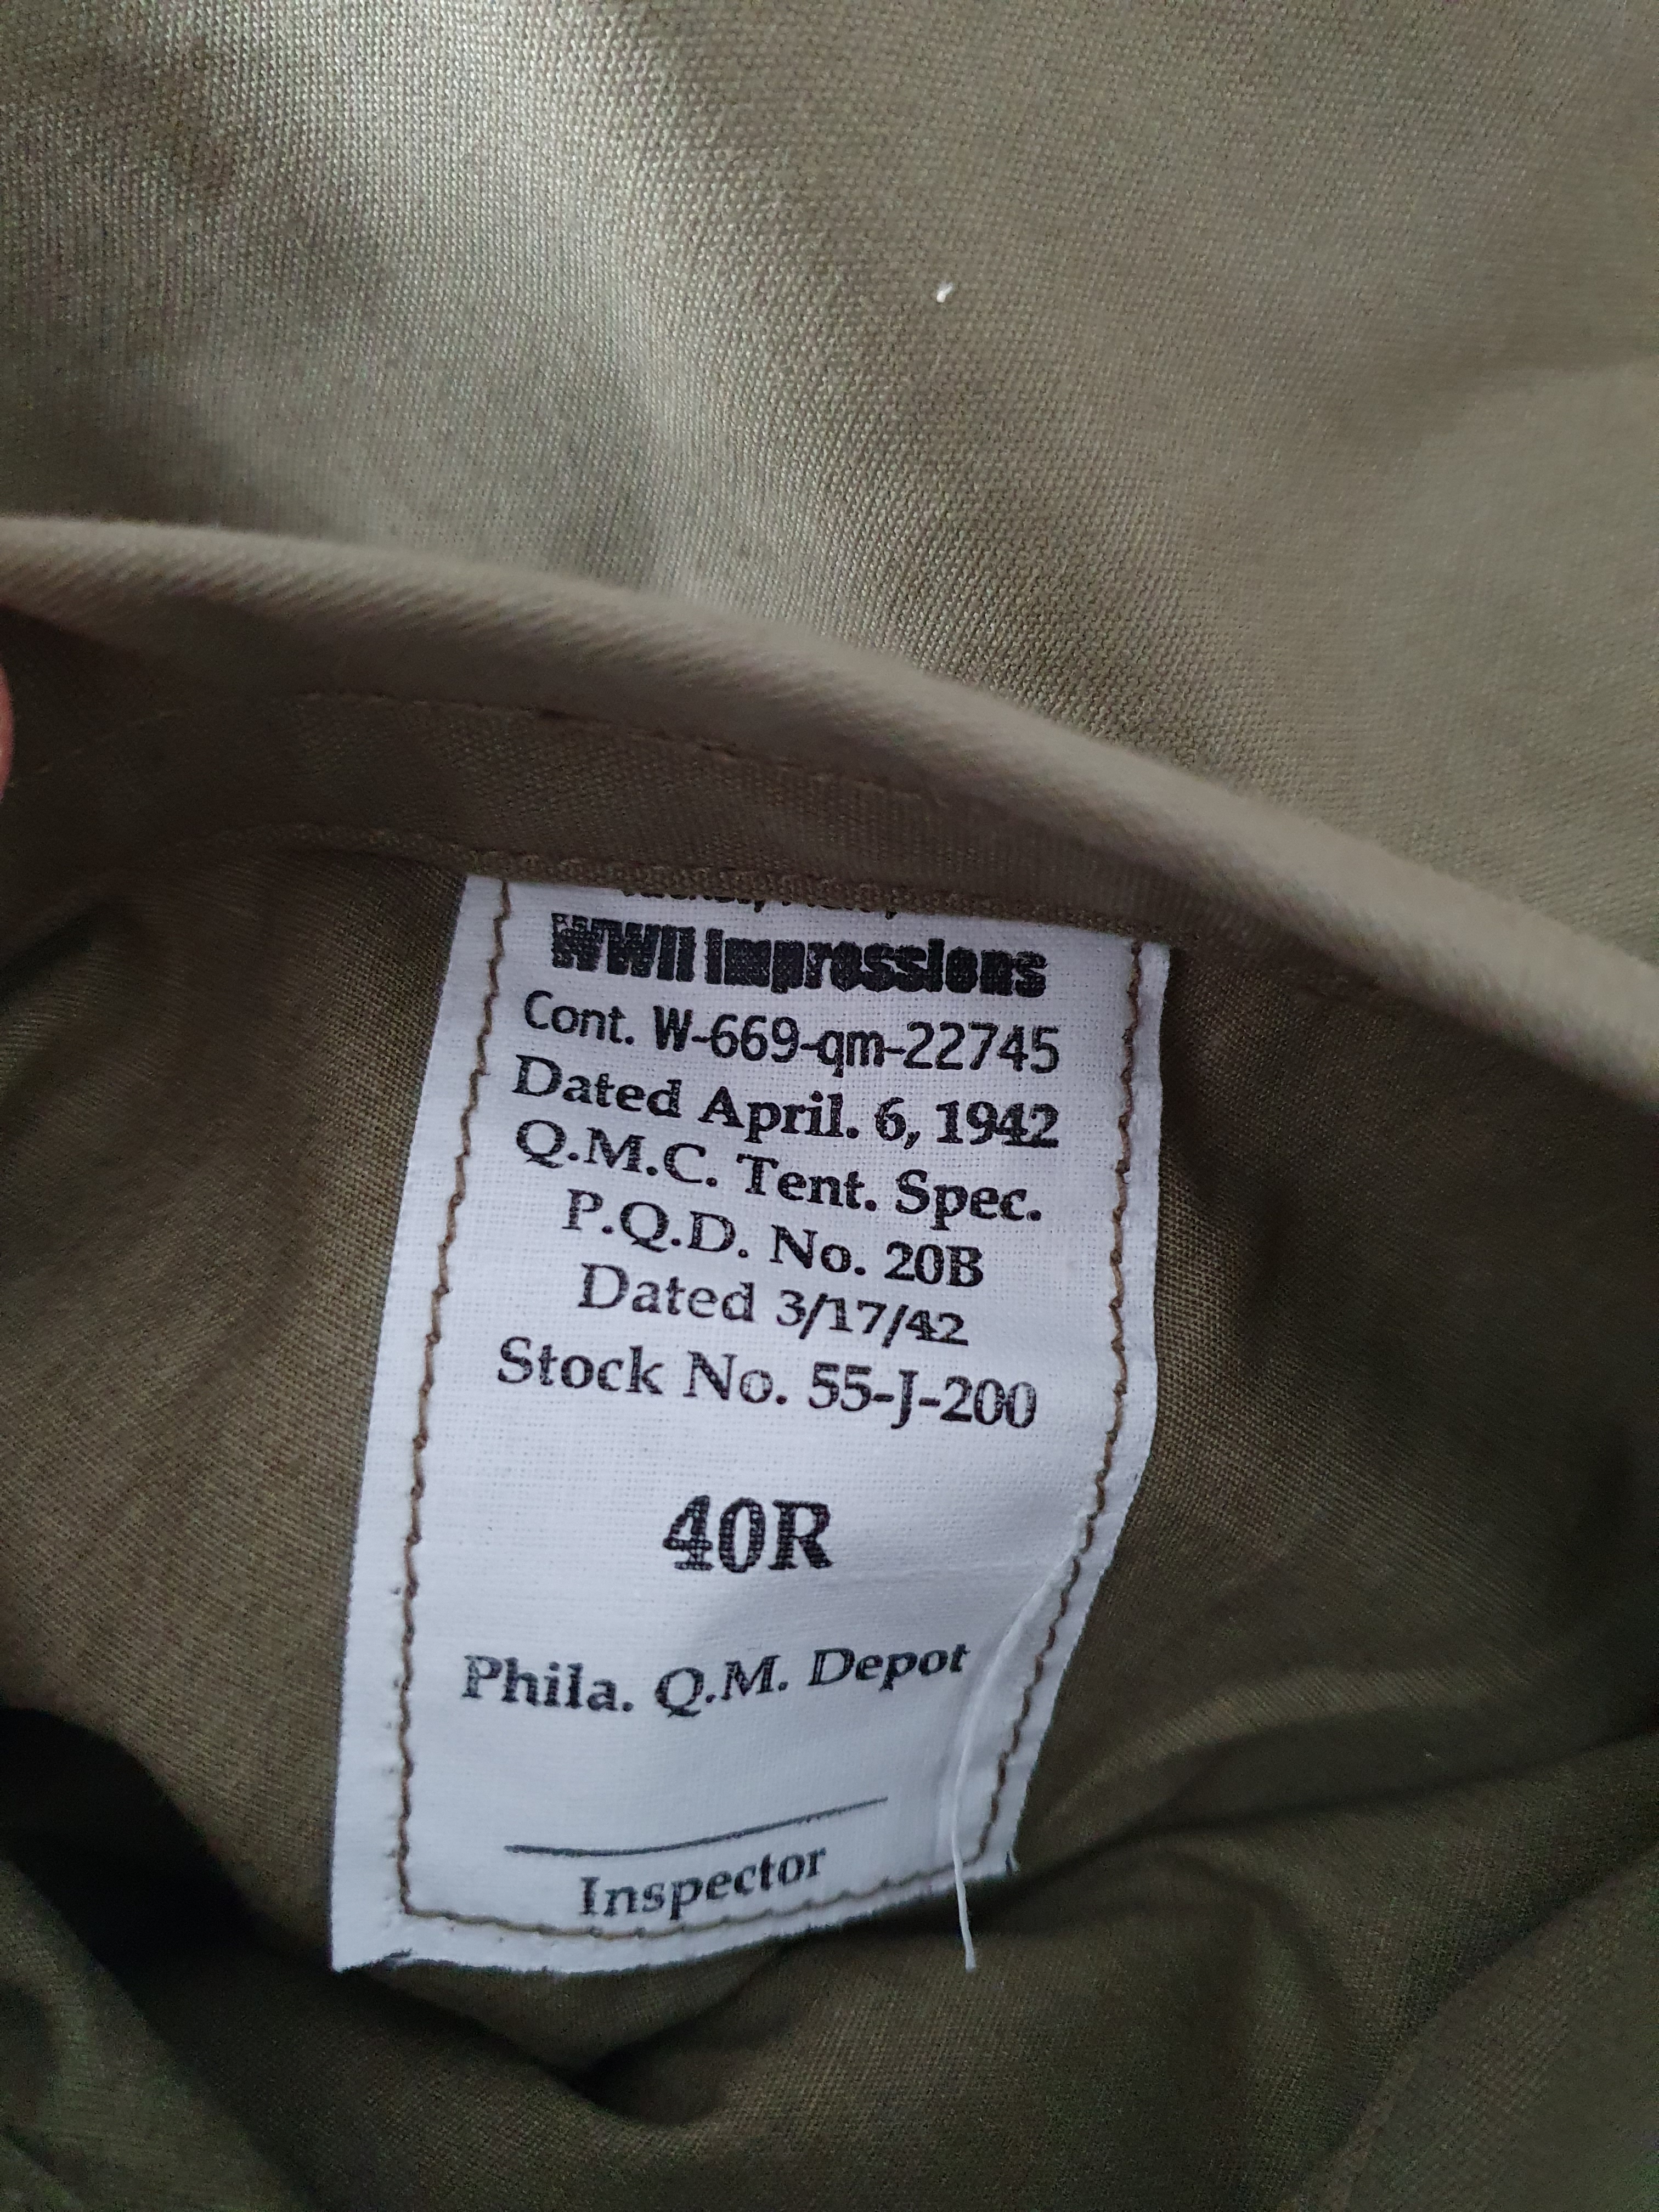 WWII Impressions
Cont. W-669-qm-22745
Dated April. 6, 1942
Q.M.C. Tent. Spec.
P.Q.D. No. 20B
Dated 3/17/42
Stock No. 55-J-200
40R
Phila. Q.M. Depot
Inspector